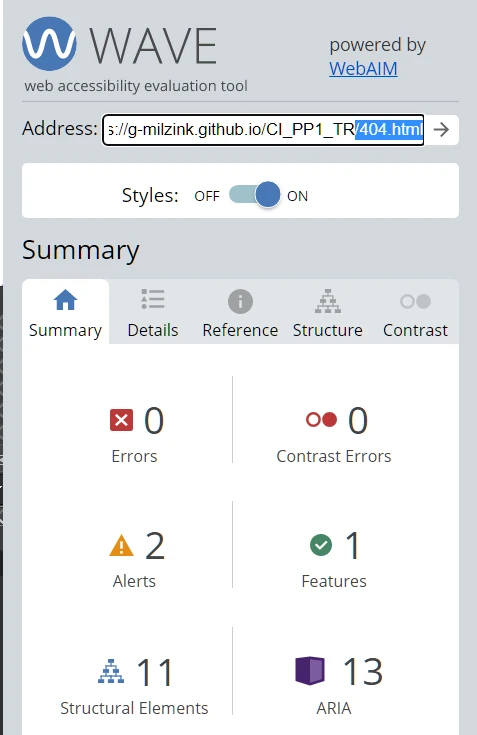 WAVE
web accessibility evaluation tool
powered by
WebAIM
Address: s://g-milzink.github.io/CI_PP1_TR/404.html
Styles: OFF ON
Summary
Summary Details Reference Structure Contrast
0 0
Errors Contrast Errors
2 1
Alerts Features
11 13
Structural Elements ARIA